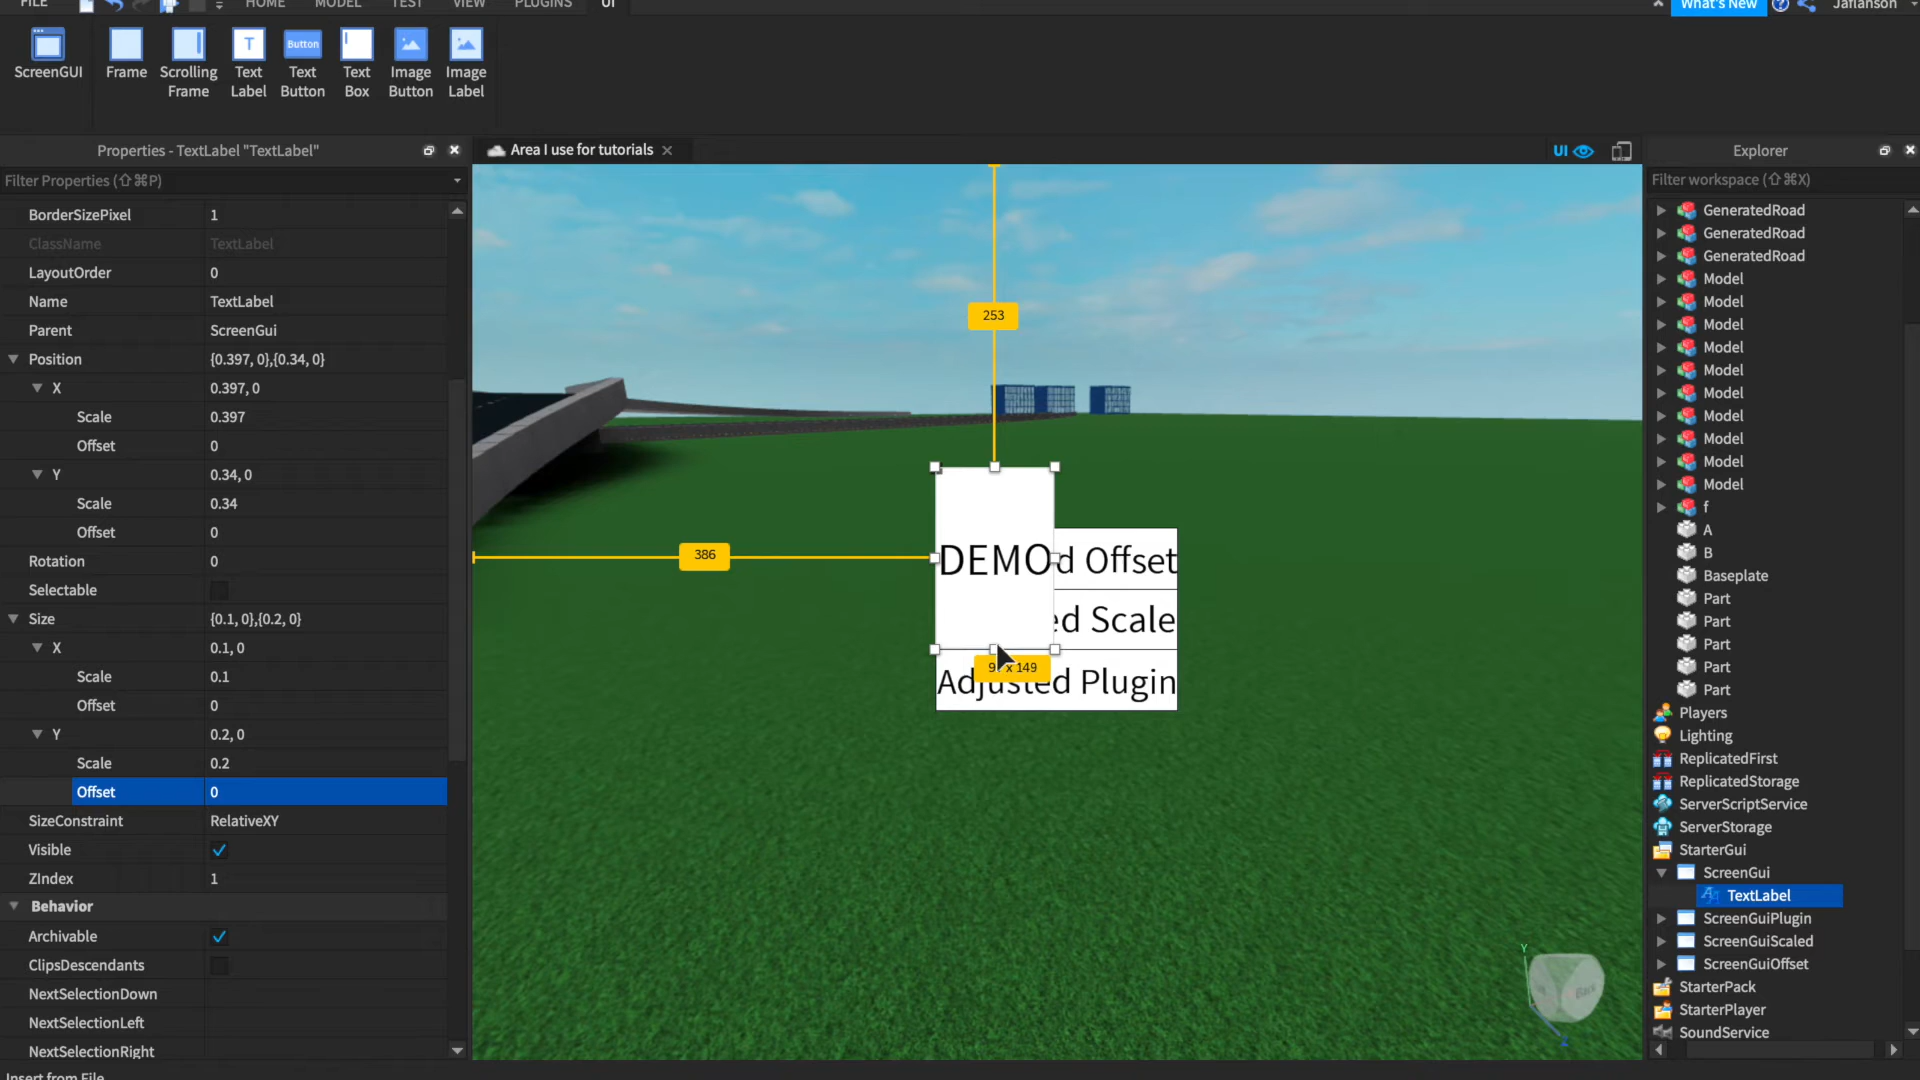 FILE HOME MODEL TEST VIEW PLUGINS UI What's New Jaflanson
ScreenGUI Frame Scrolling Frame Text Label Button Text Button Text Box Image Button Image Label
Properties - TextLabel "TextLabel"
Area I use for tutorials
UI
Explorer
Filter Properties (⇧⌘P)
Filter workspace (⇧⌘X)
BorderSizePixel 1
ClassName TextLabel
LayoutOrder 0
Name TextLabel
Parent ScreenGui
Position {0.397, 0},{0.34, 0}
X 0.397, 0
Scale 0.397
Offset 0
Y 0.34, 0
Scale 0.34
Offset 0
Rotation 0
Selectable
Size {0.1, 0},{0.2, 0}
X 0.1, 0
Scale 0.1
Offset 0
Y 0.2, 0
Scale 0.2
Offset 0
SizeConstraint RelativeXY
Visible
ZIndex 1
Behavior
Archivable
ClipsDescendants
NextSelectionDown
NextSelectionLeft
NextSelectionRight
Insert from File
253
386
DEMO
d Offset
ed Scale
x 149
Adjusted Plugin
Y
Back
GeneratedRoad
GeneratedRoad
GeneratedRoad
Model
Model
Model
Model
Model
Model
Model
Model
Model
Model
f
A
B
Baseplate
Part
Part
Part
Part
Part
Players
Lighting
ReplicatedFirst
ReplicatedStorage
ServerScriptService
ServerStorage
StarterGui
ScreenGui
TextLabel
ScreenGuiPlugin
ScreenGuiScaled
ScreenGuiOffset
StarterPack
StarterPlayer
SoundService